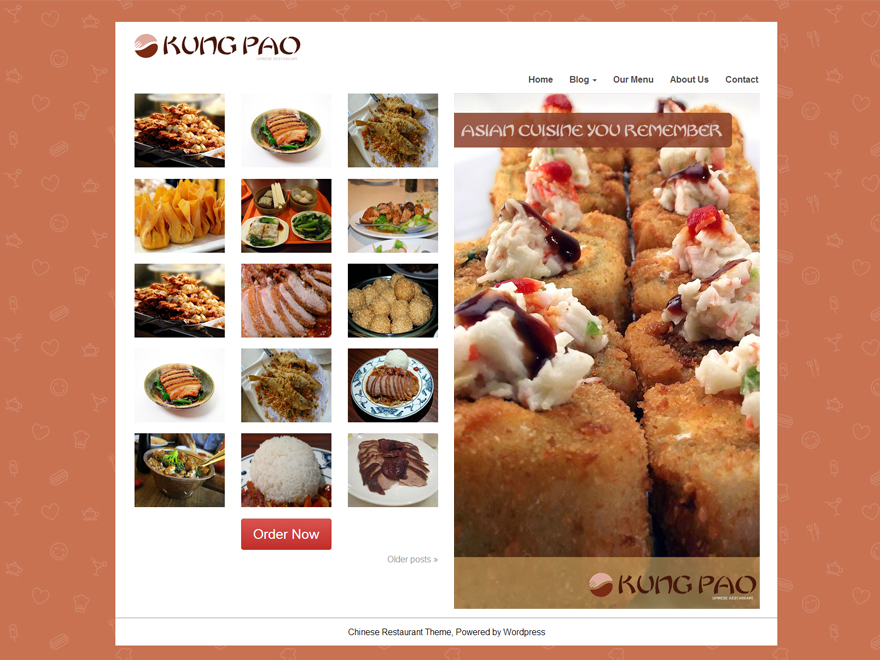 KUNG PAO
CHINESE RESTAURANT
Home Blog Our Menu About Us Contact
ASIAN CUISINE YOU REMEMBER
Order Now
Older posts »
KUNG PAO
CHINESE RESTAURANT
Chinese Restaurant Theme, Powered by Wordpress